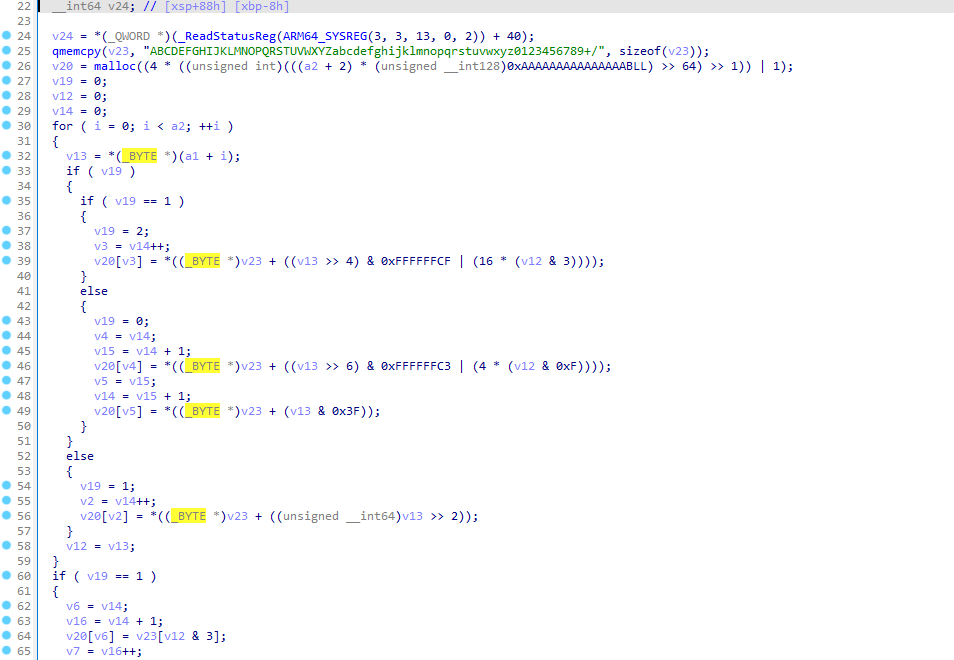 22 __int64 v24; // [xsp+88h] [xbp-8h]
23
24 v24 = *(_QWORD *)(_ReadStatusReg(ARM64_SYSREG(3, 3, 13, 0, 2)) + 40);
25 qmemcpy(v23, "ABCDEFGHIJKLMNOPQRSTUVWXYZabcdefghijklmnopqrstuvwxyz0123456789+/", sizeof(v23));
26 v20 = malloc((4 * ((unsigned int)(((a2 + 2) * (unsigned __int128)0xAAAAAAAAAAAAAAABLL) >> 64) >> 1)) | 1);
27 v19 = 0;
28 v12 = 0;
29 v14 = 0;
30 for ( i = 0; i < a2; ++i )
31 {
32 v13 = *(_BYTE *)(a1 + i);
33 if ( v19 )
34 {
35 if ( v19 == 1 )
36 {
37 v19 = 2;
38 v3 = v14++;
39 v20[v3] = *((_BYTE *)v23 + ((v13 >> 4) & 0xFFFFFFCF | (16 * (v12 & 3))));
40 }
41 else
42 {
43 v19 = 0;
44 v4 = v14;
45 v15 = v14 + 1;
46 v20[v4] = *((_BYTE *)v23 + ((v13 >> 6) & 0xFFFFFFC3 | (4 * (v12 & 0xF))));
47 v5 = v15;
48 v14 = v15 + 1;
49 v20[v5] = *((_BYTE *)v23 + (v13 & 0x3F));
50 }
51 }
52 else
53 {
54 v19 = 1;
55 v2 = v14++;
56 v20[v2] = *((_BYTE *)v23 + ((unsigned __int64)v13 >> 2));
57 }
58 v12 = v13;
59 }
60 if ( v19 == 1 )
61 {
62 v6 = v14;
63 v16 = v14 + 1;
64 v20[v6] = v23[v12 & 3];
65 v7 = v16++;